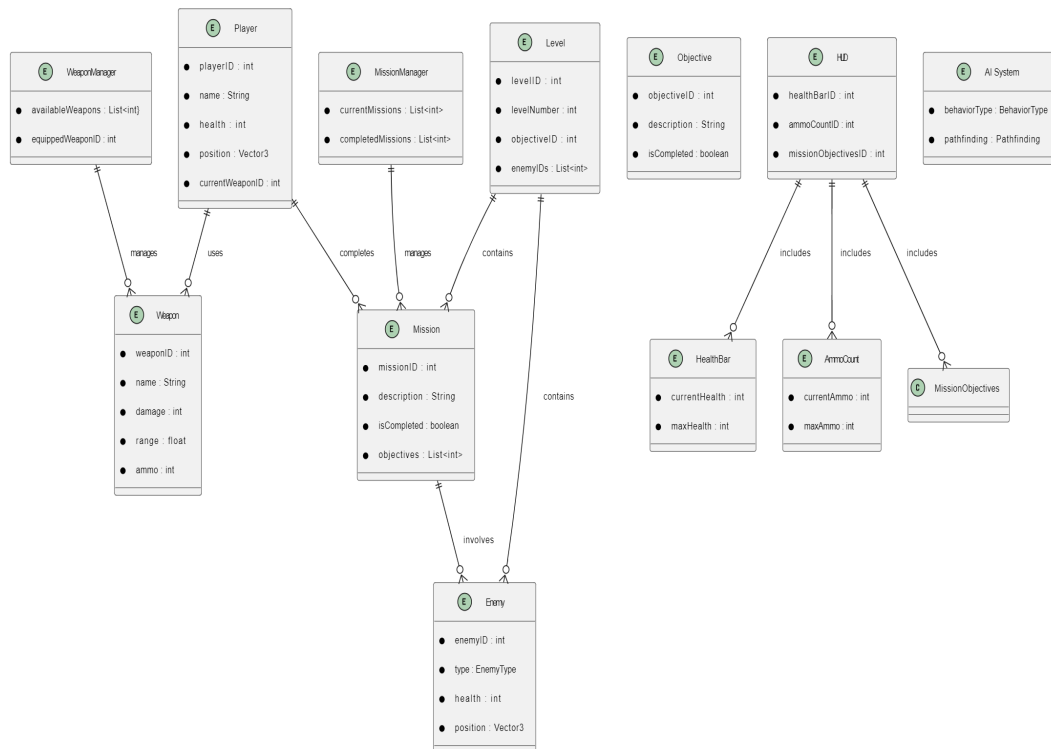 E WeaponManager
availableWeapons : List<int}
equippedWeaponID : int
E Player
playerID : int
name : String
health : int
position : Vector3
currentWeaponID : int
E MissionManager
currentMissions : List<int>
completedMissions : List<int>
E Level
levelID : int
levelNumber : int
objectiveID : int
enemyIDs : List<int>
E Objective
objectiveID : int
description : String
isCompleted : boolean
E HUD
healthBarID : int
ammoCountID : int
missionObjectivesID : int
E AI System
behaviorType : BehaviorType
pathfinding : Pathfinding
manages
uses
completes
manages
contains
contains
includes
includes
includes
E Weapon
weaponID : int
name : String
damage : int
range : float
ammo : int
E Mission
missionID : int
description : String
isCompleted : boolean
objectives : List<int>
E HealthBar
currentHealth : int
maxHealth : int
E AmmoCount
currentAmmo : int
maxAmmo : int
C MissionObjectives
involves
E Enemy
enemyID : int
type : EnemyType
health : int
position : Vector3